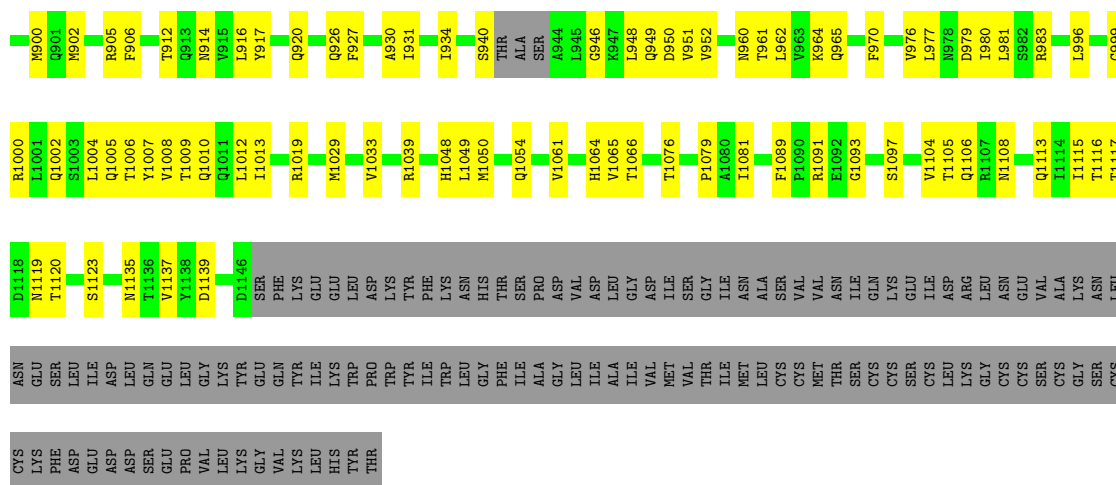 M900 Q901 M902 R905 F906 T912 Q913 N914 V915 L916 Y917 Q920 Q926 F927 A930 I931 I934 S940 THR ALA SER A944 L945 G946 K947 L948 Q949 D950 V951 V952 N960 T961 L962 V963 K964 Q965 F970 V976 L977 N978 D979 I980 L981 S982 R983 L996 G999
R1000 L1001 Q1002 S1003 L1004 Q1005 T1006 Y1007 V1008 T1009 Q1010 Q1011 L1012 I1013 R1019 M1029 V1033 R1039 H1048 L1049 M1050 Q1054 V1061 H1064 V1065 T1066 T1076 P1079 A1080 I1081 F1089 P1090 R1091 E1092 G1093 S1097 V1104 T1105 Q1106 R1107 N1108 Q1113 I1114 I1115 T1116 T1117
D1118 N1119 T1120 S1123 N1135 T1136 V1137 Y1138 D1139 D1146 SER PHE LYS GLU GLU LEU ASP LYS TYR PHE LYS ASN HIS THR SER PRO ASP VAL ASP LEU GLY ASP ILE SER GLY ILE ASN ALA SER VAL VAL ASN ILE GLN LYS GLU ILE ASP ARG LEU ASN GLU VAL ALA LYS ASN LEU
ASN GLU SER LEU ILE ASP LEU GLN GLU LEU GLY LYS TYR GLU GLN TYR ILE LYS TRP PRO TRP TYR ILE TRP LEU GLY PHE ILE ALA GLY LEU ILE ALA ILE VAL MET VAL THR ILE MET LEU CYS CYS MET THR SER CYS CYS SER CYS LEU LYS GLY CYS CYS SER CYS GLY SER CYS
CYS LYS PHE ASP GLU ASP ASP SER GLU PRO VAL LEU LYS GLY VAL LYS LEU HIS TYR THR